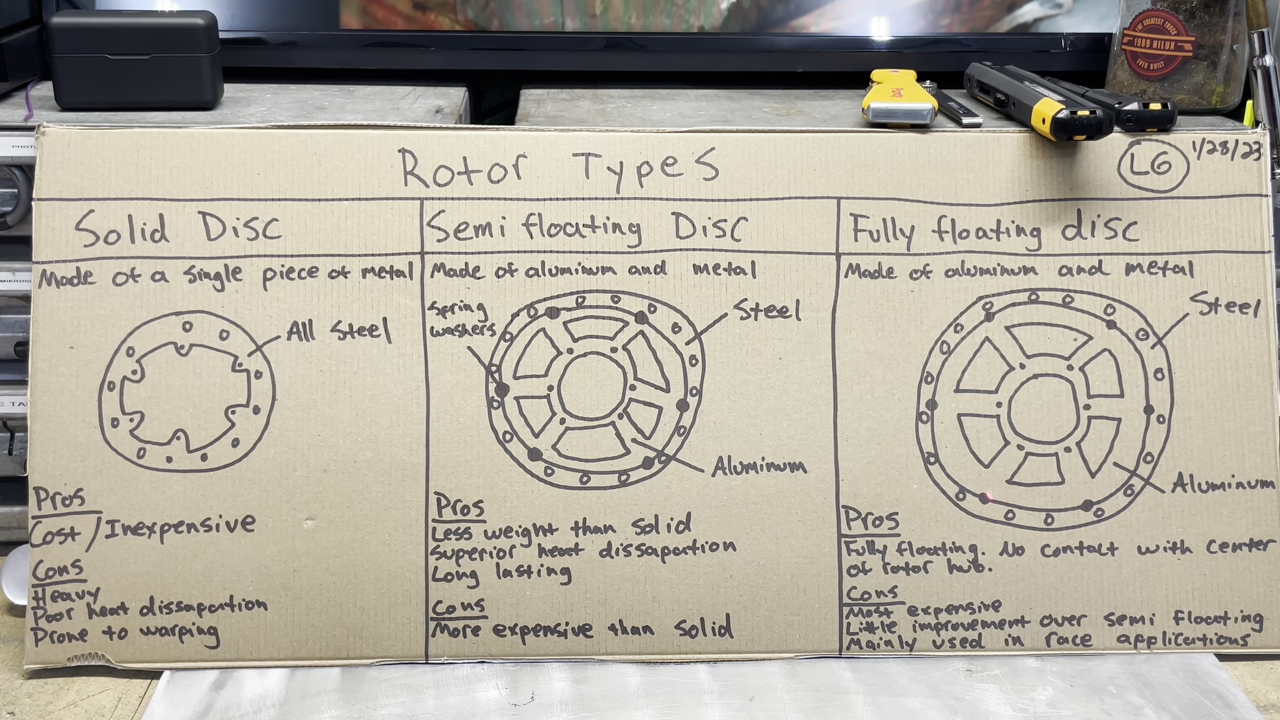 Rotor Types
L6
1/28/23
Solid Disc
Made of a single piece of metal
All Steel
Pros
Cost/Inexpensive
Cons
Heavy
Poor heat dissapartion
Prone to warping
Semi floating Disc
Made of aluminum and metal
Spring
washers
Steel
Aluminum
Pros
Less weight than solid
superior heat dissapartion
Long lasting
Cons
More expensive than solid
Fully floating disc
Made of aluminum and metal
Steel
Aluminum
Pros
Fully floating. No contact with center
of rotor hub.
Cons
Most expensive
Little improvement over semi floating
Mainly used in race applications
1989 HILUX
EVER BUILT